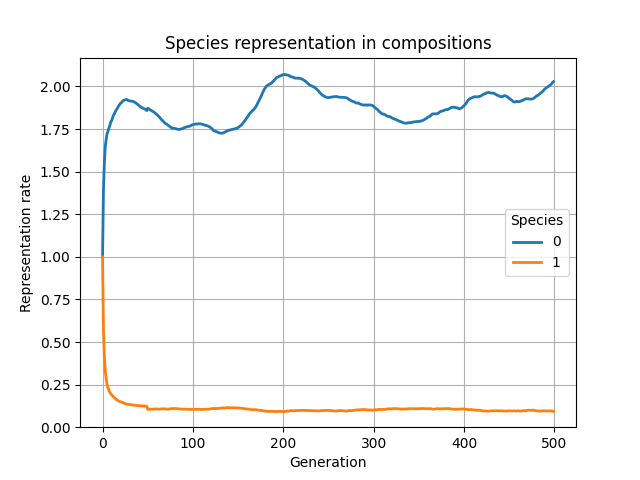 Species representation in compositions
Representation rate
2.00
1.75
1.50
1.25
1.00
0.75
0.50
0.25
0.00
Species
0
1
0 100 200 300 400 500
Generation